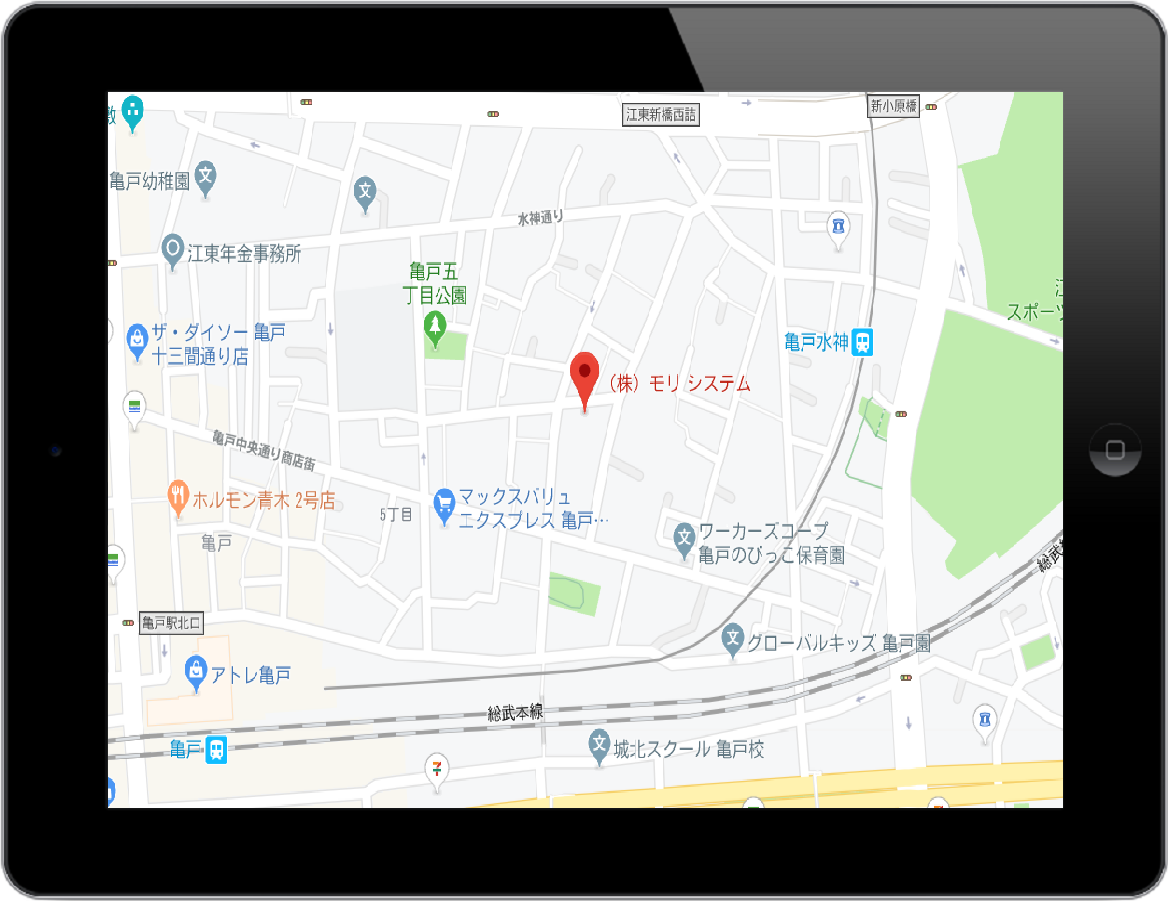 江東新橋西詰
新小原橋
亀戸幼稚園
水神通り
江東年金事務所
亀戸五
丁目公園
スポーツ
ザ・ダイソー 亀戸
十三間通り店
亀戸水神
(株)モリ システム
亀戸中央通り商店街
ホルモン青木 2号店
5丁目
マックスバリュ
エクスプレス 亀戸…
亀戸
ワーカーズコープ
亀戸のびっこ保育園
総武
亀戸駅北口
グローバルキッズ 亀戸園
アトレ亀戸
総武本線
亀戸
城北スクール 亀戸校